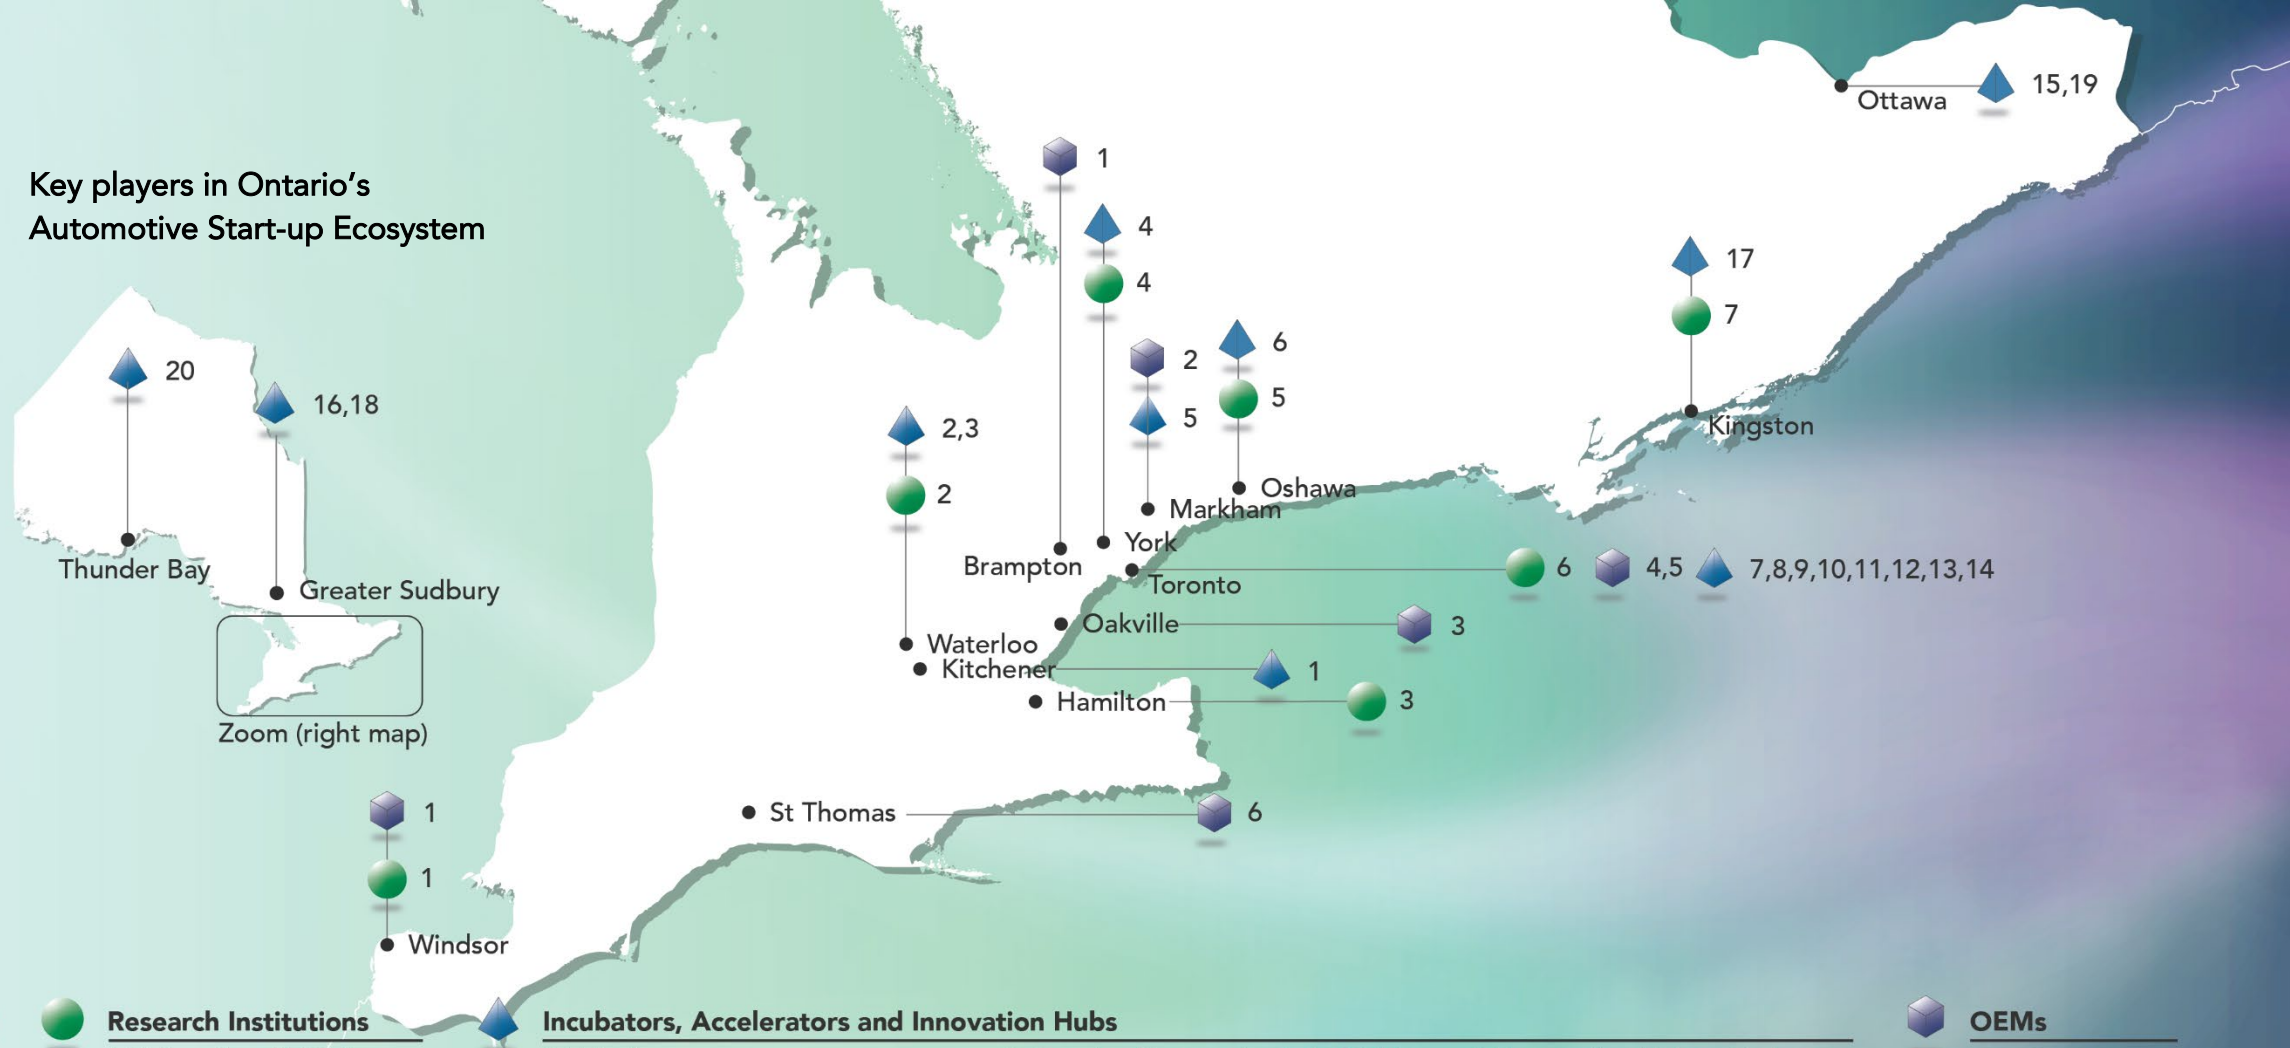 Key players in Ontario's
Automotive Start-up Ecosystem
Ottawa
15,19
1
4
4
17
7
Kingston
2
5
6
5
Oshawa
Markham
20
16,18
2,3
2
Thunder Bay
Greater Sudbury
Zoom (right map)
Brampton
York
Toronto
6
4,5
7,8,9,10,11,12,13,14
Oakville
3
Waterloo
Kitchener
1
Hamilton
3
St Thomas
6
1
1
Windsor
Research Institutions
Incubators, Accelerators and Innovation Hubs
OEMs